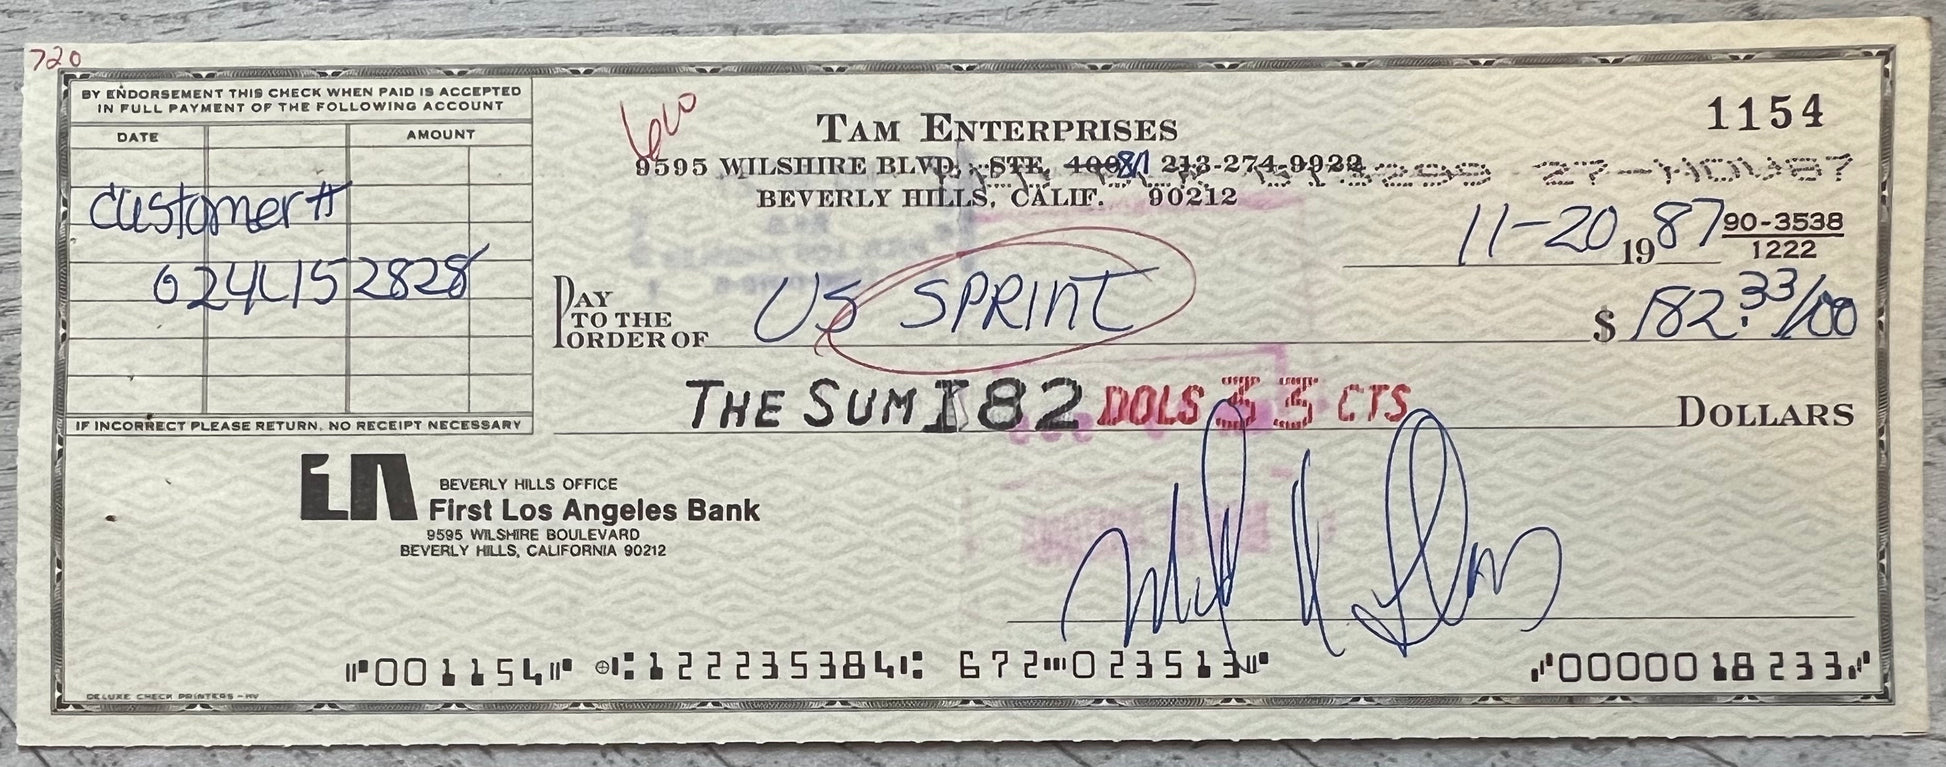 720
BY ENDORSEMENT THIS CHECK WHEN PAID IS ACCEPTED
IN FULL PAYMENT OF THE FOLLOWING ACCOUNT
DATE AMOUNT
customer#
0244152828
IF INCORRECT PLEASE RETURN. NO RECEIPT NECESSARY
TAM ENTERPRISES
9595 WILSHIRE BLVD., STE. 400 811 213-274-9922
BEVERLY HILLS, CALIF. 90212
1154
27-NOV87
11-20 1987
90-3538
1222
PAY
TO THE
ORDER OF US SPRINT $ 182.33/100
THE SUM 182 DOLS 33 CTS DOLLARS
BEVERLY HILLS OFFICE
First Los Angeles Bank
9595 WILSHIRE BOULEVARD
BEVERLY HILLS, CALIFORNIA 90212
⑈001154⑈ ⑆122235384⑆ 672⑉023513⑈ ⑇0000018233⑇
DELUXE CHECK PRINTERS - HV